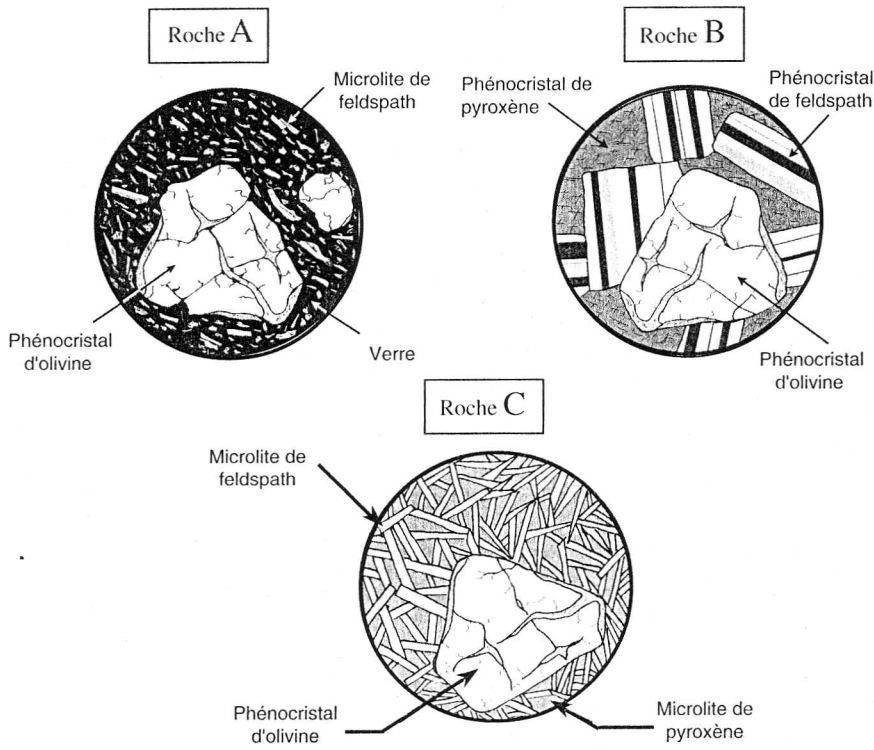 Roche A
Roche B
Microlite de
feldspath
Phénocristal de
pyroxène
Phénocristal
de feldspath
Phénocristal
d'olivine
Verre
Phénocristal
d'olivine
Roche C
Microlite de
feldspath
Phénocristal
d'olivine
Microlite de
pyroxène